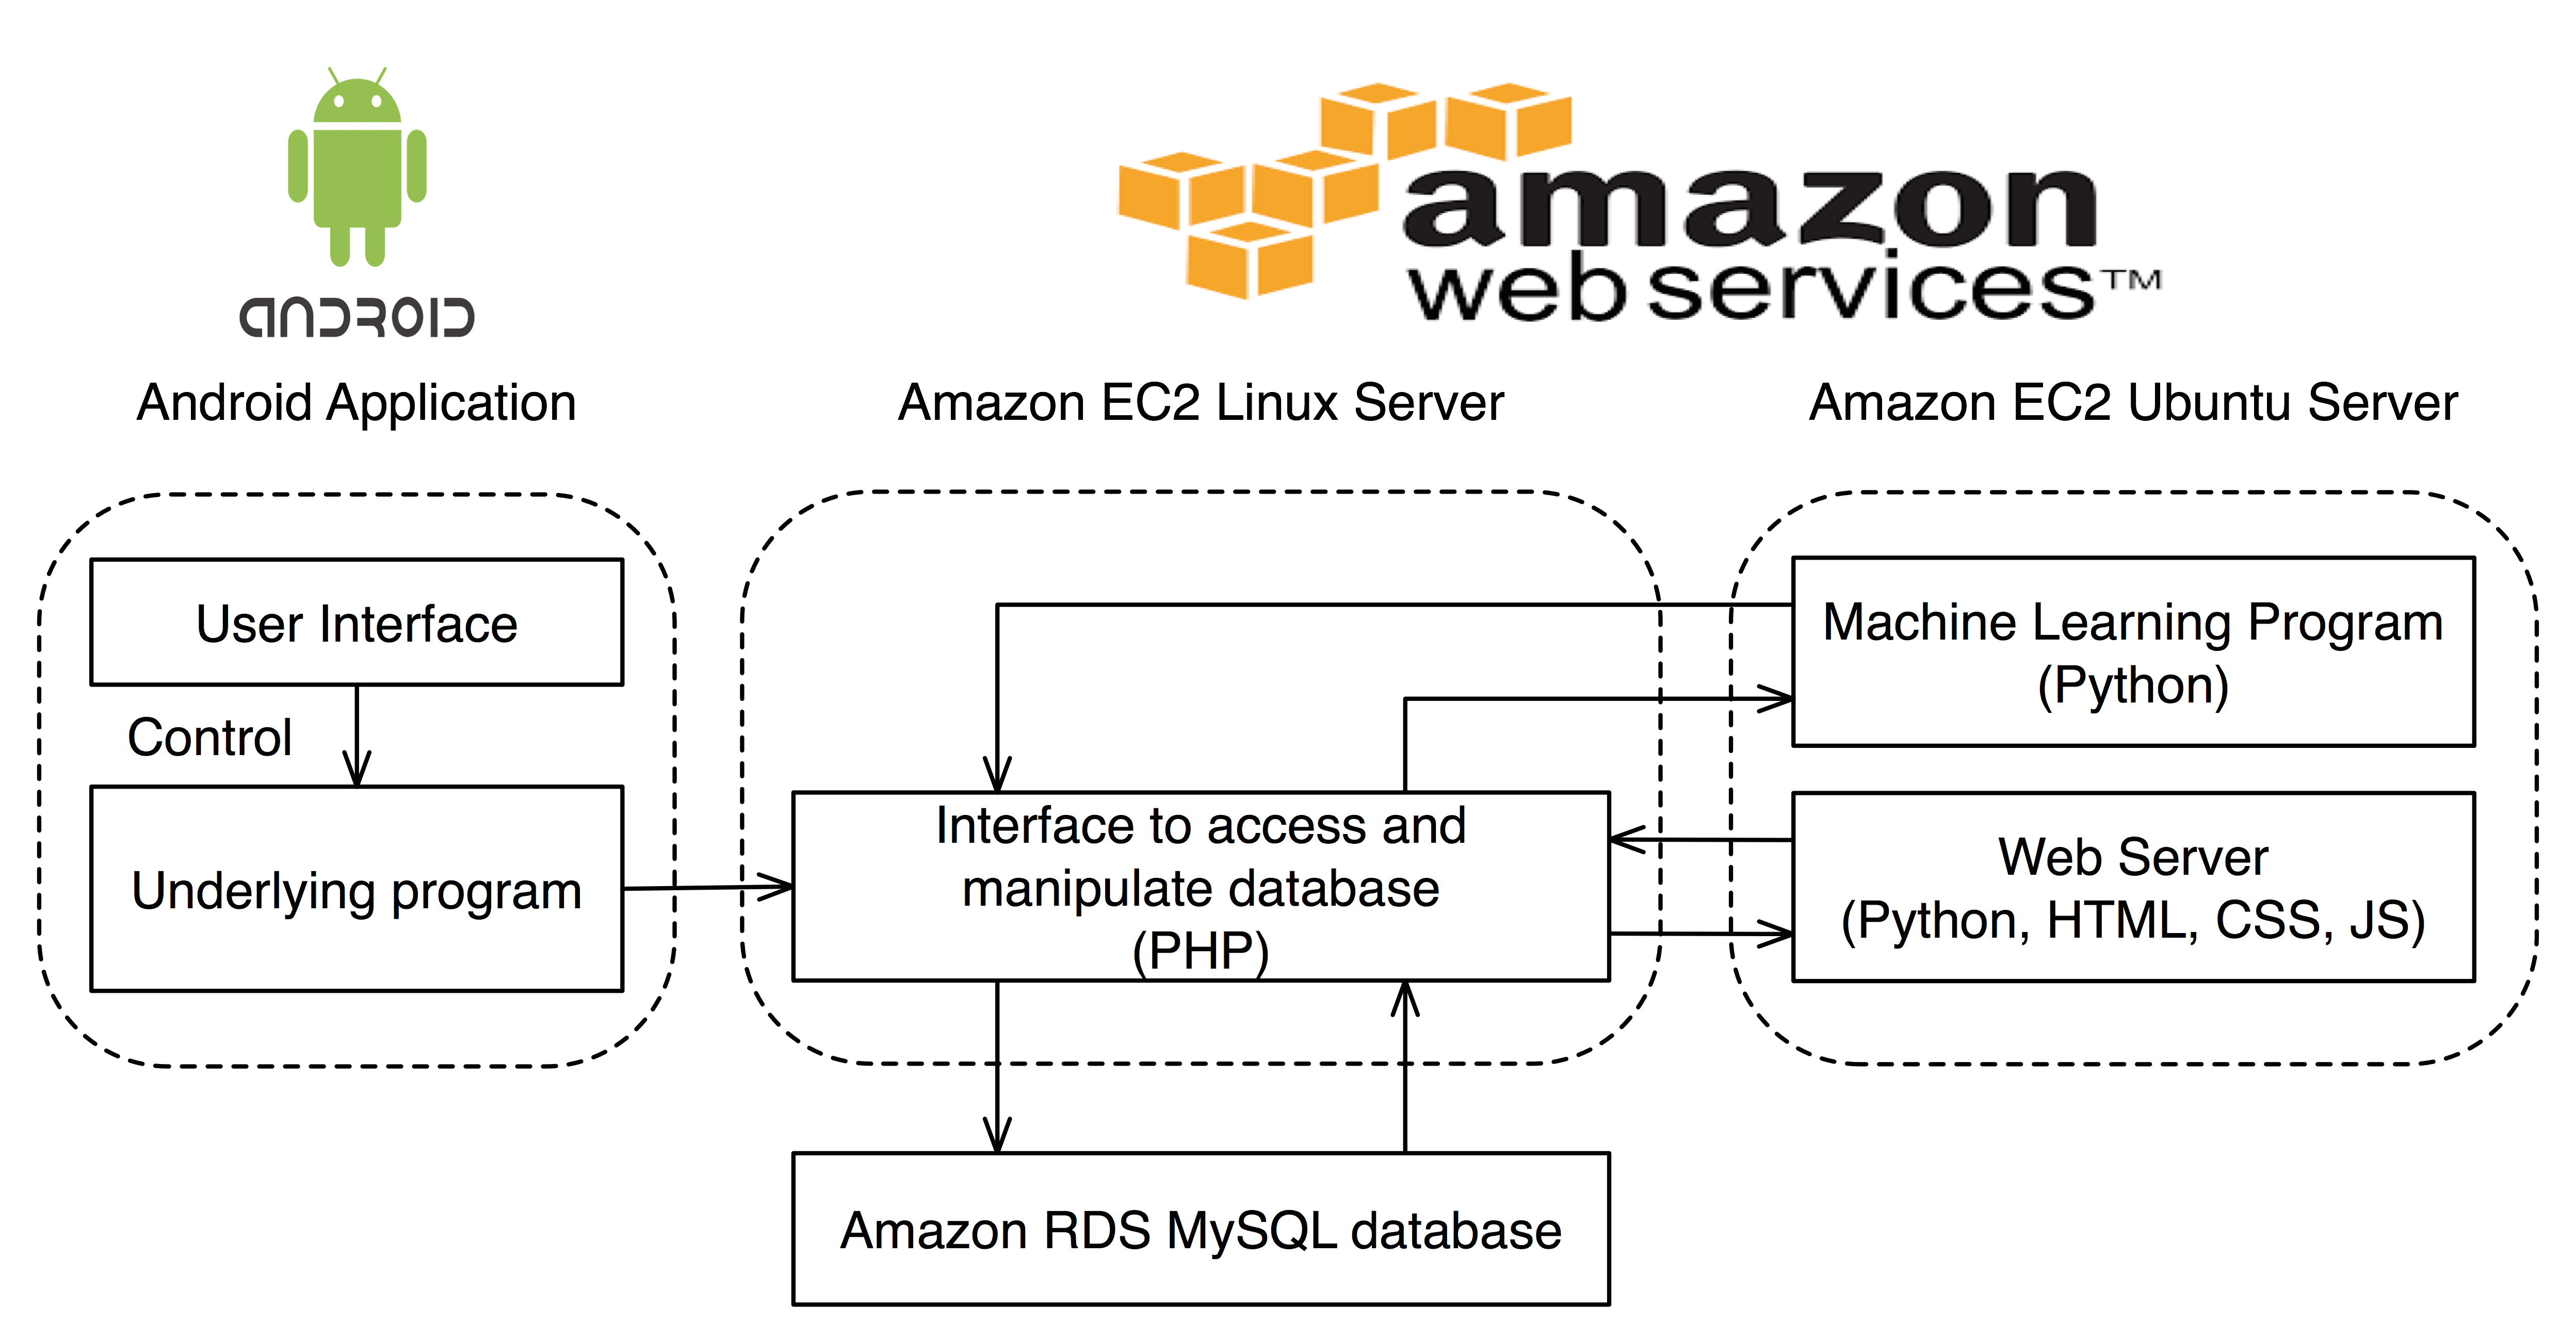 ANDROID
amazon
web services™
Android Application
Amazon EC2 Linux Server
Amazon EC2 Ubuntu Server
User Interface
Control
Underlying program
Interface to access and
manipulate database
(PHP)
Machine Learning Program
(Python)
Web Server
(Python, HTML, CSS, JS)
Amazon RDS MySQL database